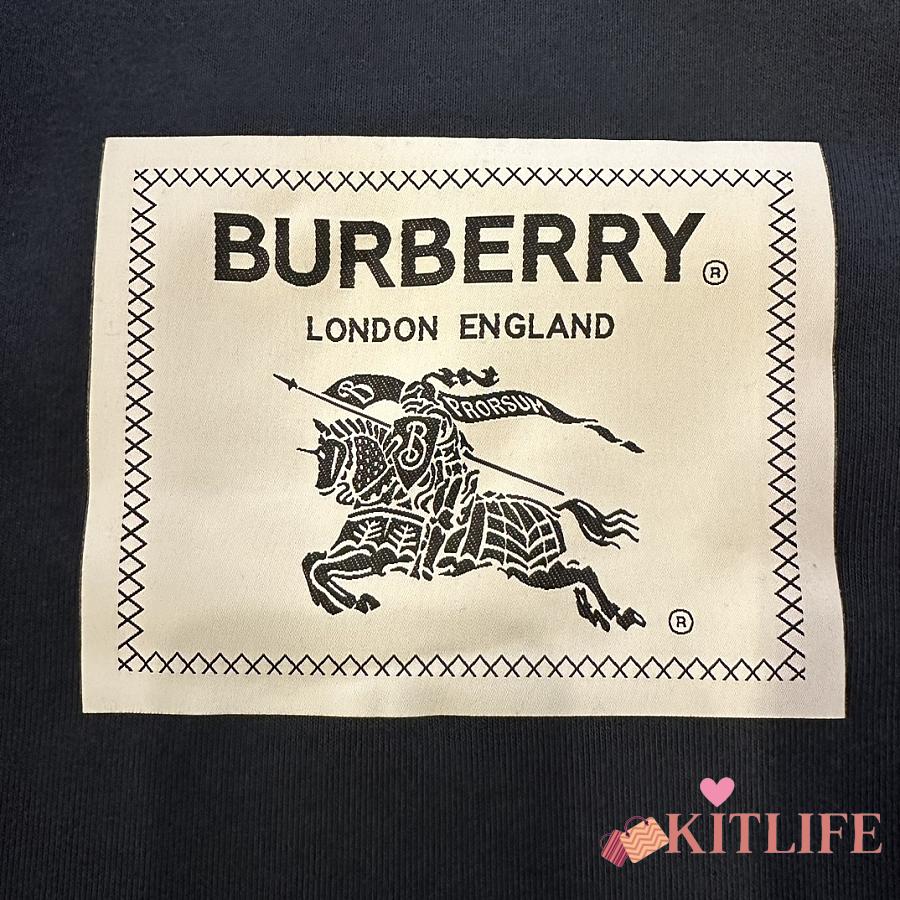 BURBERRY®
LONDON ENGLAND
B
PRORSUM
B
®
KITLIFE